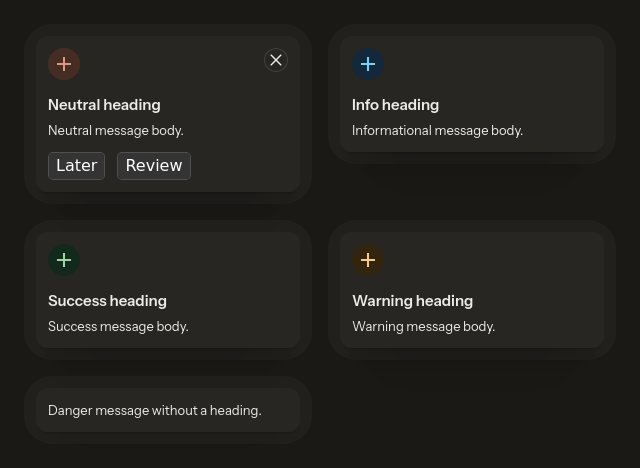 Neutral heading
Neutral message body.
Later Review
Info heading
Informational message body.
Success heading
Success message body.
Warning heading
Warning message body.
Danger message without a heading.